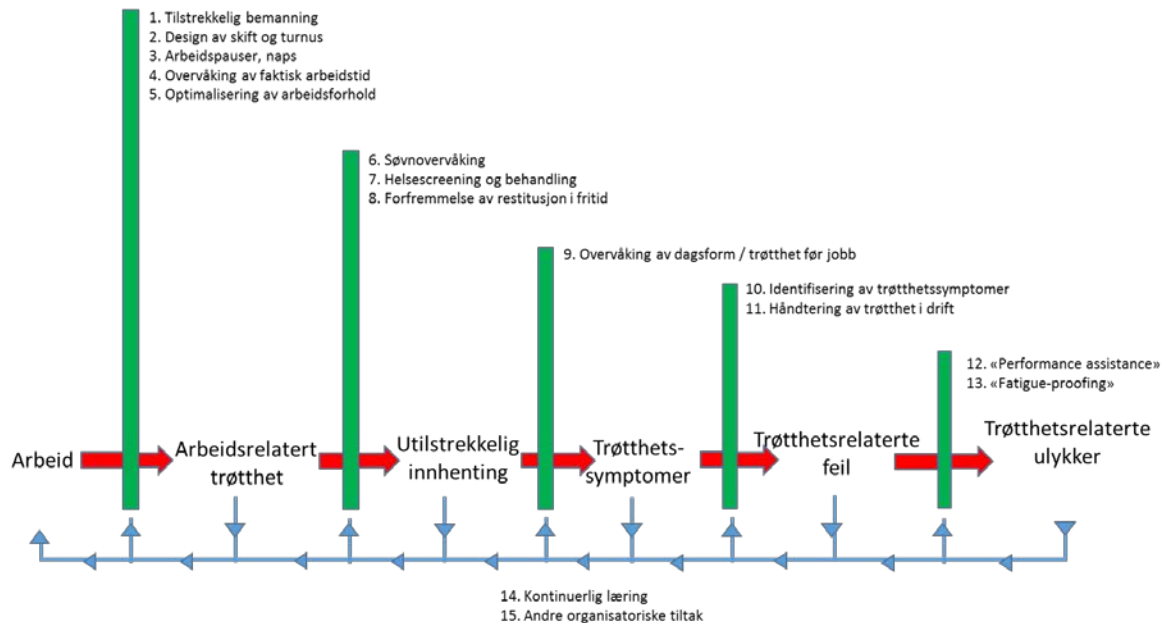 1. Tilstrekkelig bemanning
2. Design av skift og turnus
3. Arbeidspauser, naps
4. Overvåking av faktisk arbeidstid
5. Optimalisering av arbeidsforhold
6. Søvnovervåking
7. Helsescreening og behandling
8. Forfremmelse av restitusjon i fritid
9. Overvåking av dagsform / trøtthet før jobb
10. Identifisering av trøtthetssymptomer
11. Håndtering av trøtthet i drift
12. «Performance assistance»
13. «Fatigue-proofing»
Arbeid
Arbeidsrelatert
trøtthet
Utilstrekkelig
innhenting
Trøtthets-
symptomer
Trøtthetsrelaterte
feil
Trøtthetsrelaterte
ulykker
14. Kontinuerlig læring
15. Andre organisatoriske tiltak